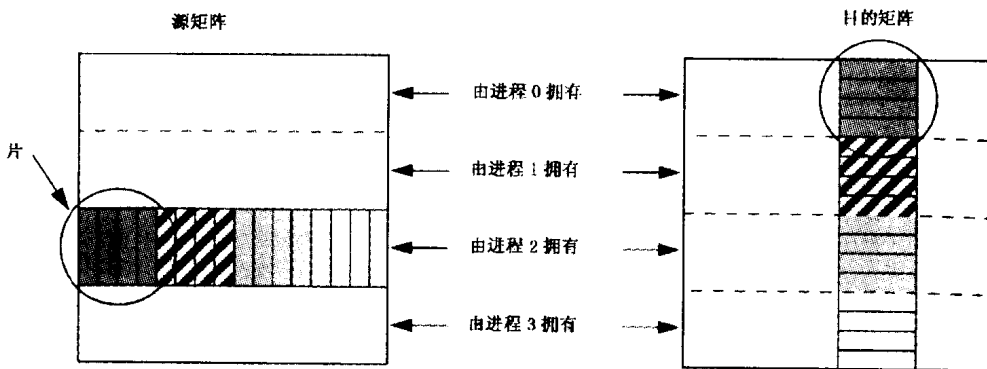 源矩阵
目的矩阵
由进程 0 拥有
片
由进程 1 拥有
由进程 2 拥有
由进程 3 拥有